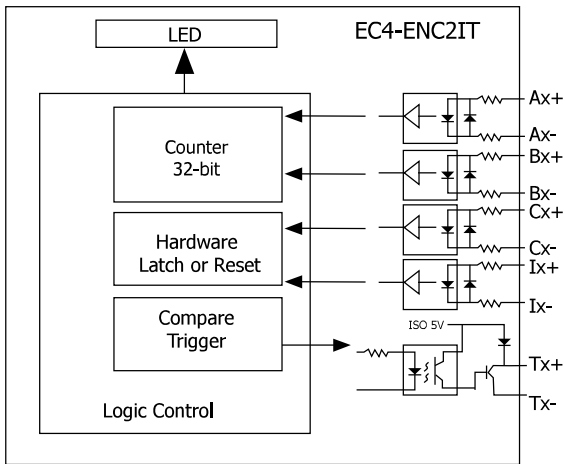 LED
EC4-ENC2IT
Counter
32-bit
Hardware
Latch or Reset
Compare
Trigger
Logic Control
Ax+
Ax-
Bx+
Bx-
Cx+
Cx-
Ix+
Ix-
ISO 5V
Tx+
Tx-